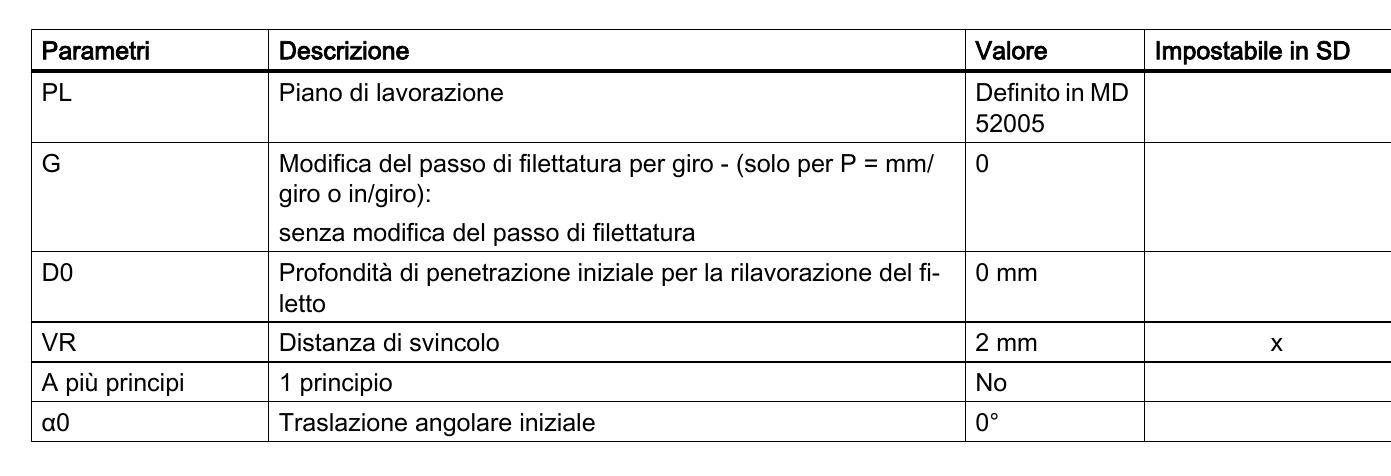 Parametri Descrizione Valore Impostabile in SD
PL Piano di lavorazione Definito in MD
52005
G Modifica del passo di filettatura per giro - (solo per P = mm/ 0
giro o in/giro):
senza modifica del passo di filettatura
D0 Profondità di penetrazione iniziale per la rilavorazione del fi- 0 mm
letto
VR Distanza di svincolo 2 mm x
A più principi 1 principio No
α0 Traslazione angolare iniziale 0°